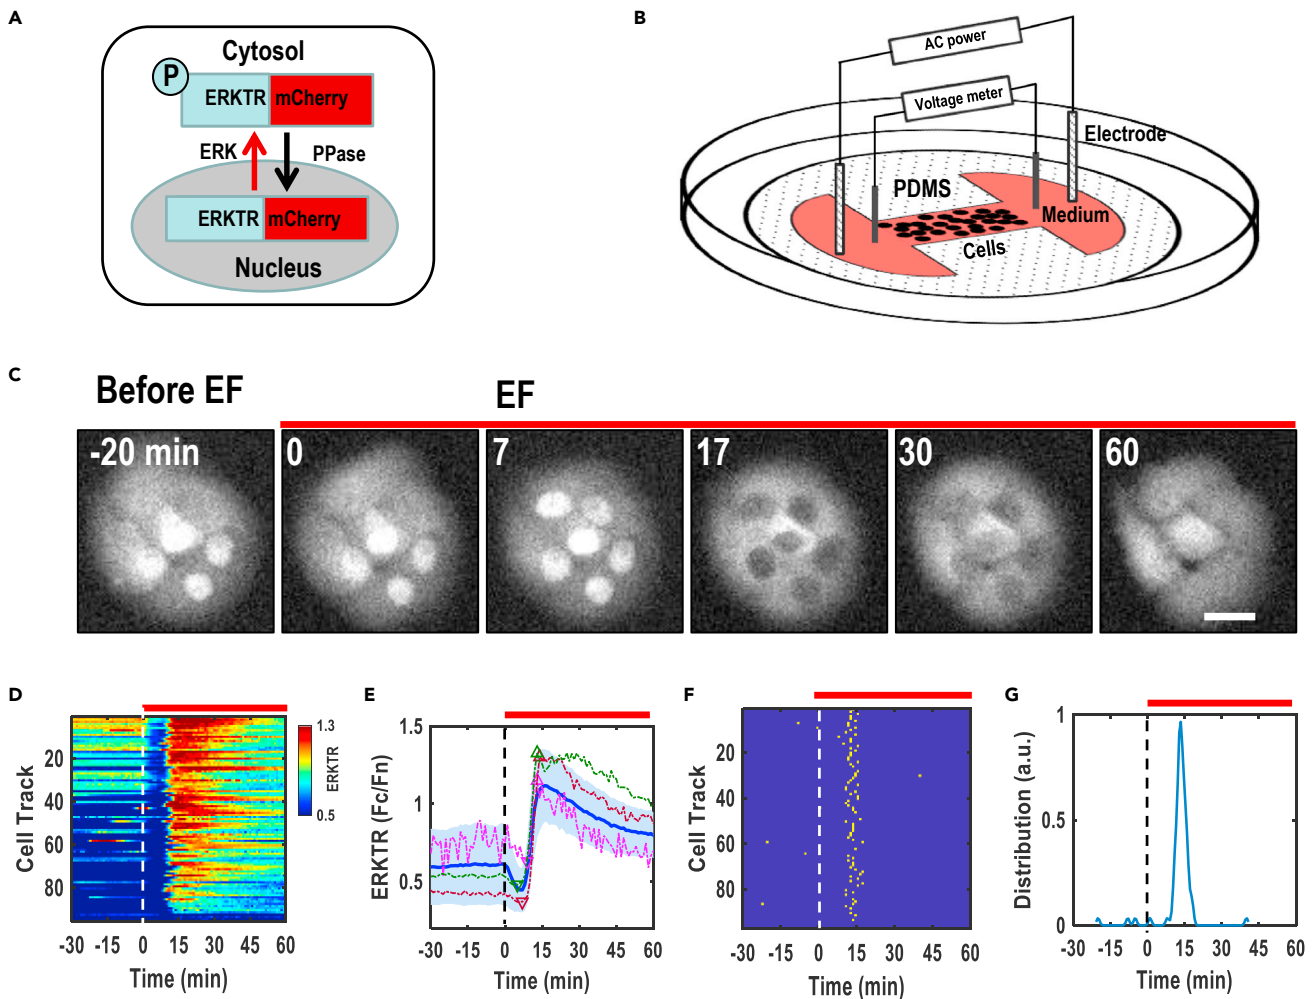 A
Cytosol
P
ERKTR mCherry
ERK
PPase
ERKTR mCherry
Nucleus
B
AC power
Voltage meter
Electrode
PDMS
Medium
Cells
C
Before EF
EF
-20 min
0
7
17
30
60
D
Cell Track
20
40
60
80
-30 -15 0 15 30 45 60
Time (min)
1.3
0.5
ERKTR
E
ERKTR (Fc/Fn)
1.5
1
0.5
-30 -15 0 15 30 45 60
Time (min)
F
Cell Track
20
40
60
80
-30 -15 0 15 30 45 60
Time (min)
G
Distribution (a.u.)
1
0.5
0
-30 -15 0 15 30 45 60
Time (min)